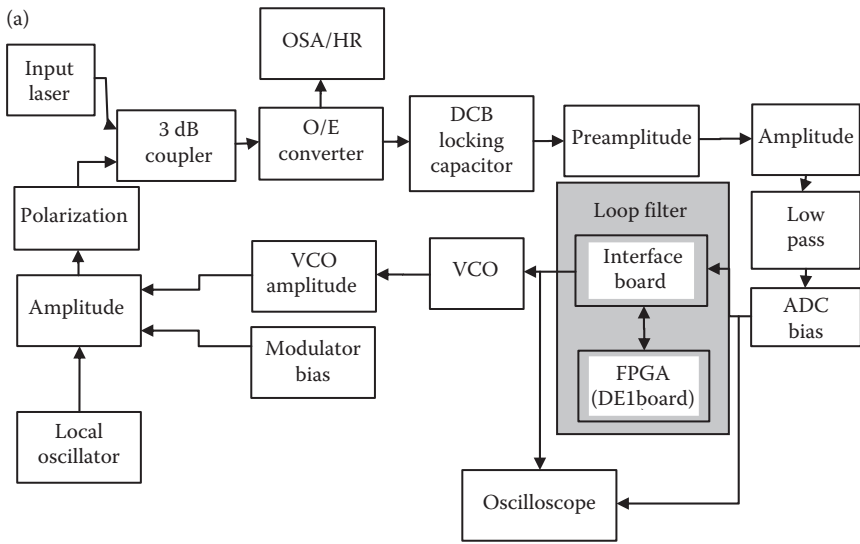 (a)
OSA/HR
Input
laser
3 dB
coupler
O/E
converter
DCB
locking
capacitor
Preamplitude
Amplitude
Polarization
Loop filter
Low
pass
VCO
amplitude
VCO
Interface
board
Amplitude
ADC
bias
Modulator
bias
FPGA
(DE1board)
Local
oscillator
Oscilloscope